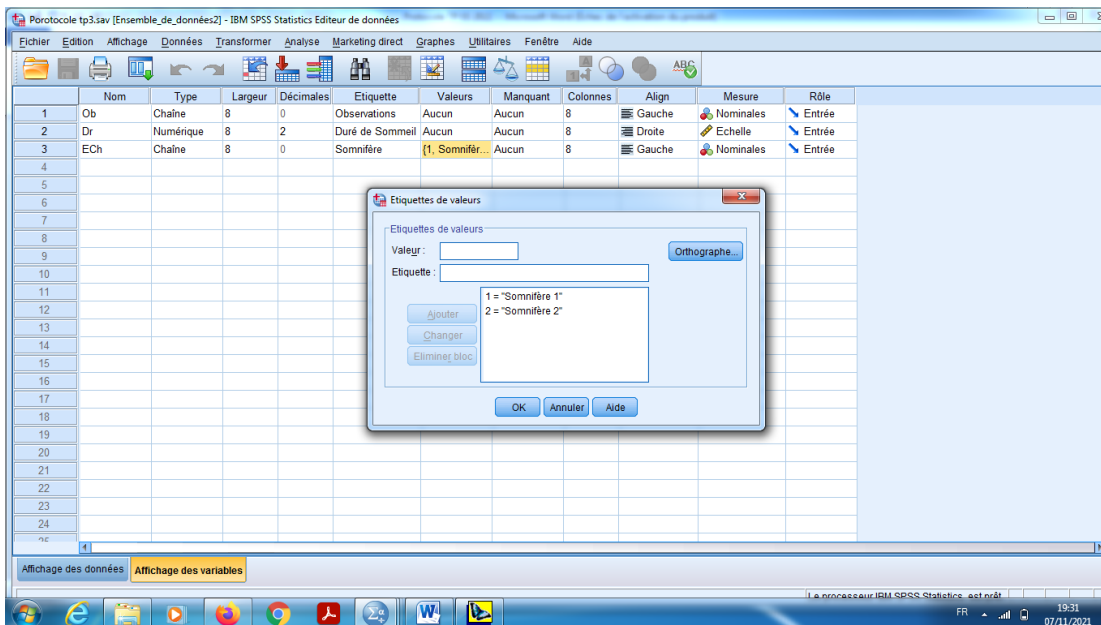 Porotocole tp3.sav [Ensemble_de_données2] - IBM SPSS Statistics Editeur de données
Fichier Edition Affichage Données Transformer Analyse Marketing direct Graphes Utilitaires Fenêtre Aide
Nom Type Largeur Décimales Etiquette Valeurs Manquant Colonnes Align Mesure Rôle
1 Ob Chaîne 8 0 Observations Aucun Aucun 8 Gauche Nominales Entrée
2 Dr Numérique 8 2 Duré de Sommeil Aucun Aucun 8 Droite Echelle Entrée
3 ECh Chaîne 8 0 Somnifère {1, Somnifèr... Aucun 8 Gauche Nominales Entrée
4
5
6
7
8
9
10
11
12
13
14
15
16
17
18
19
20
21
22
23
24
25
Etiquettes de valeurs
Etiquettes de valeurs
Valeur :
Orthographe...
Etiquette :
1 = "Somnifère 1"
2 = "Somnifère 2"
Ajouter
Changer
Eliminer bloc
OK Annuler Aide
Affichage des données Affichage des variables
Le processeur IBM SPSS Statistics est prêt
FR 19:31
07/11/2021